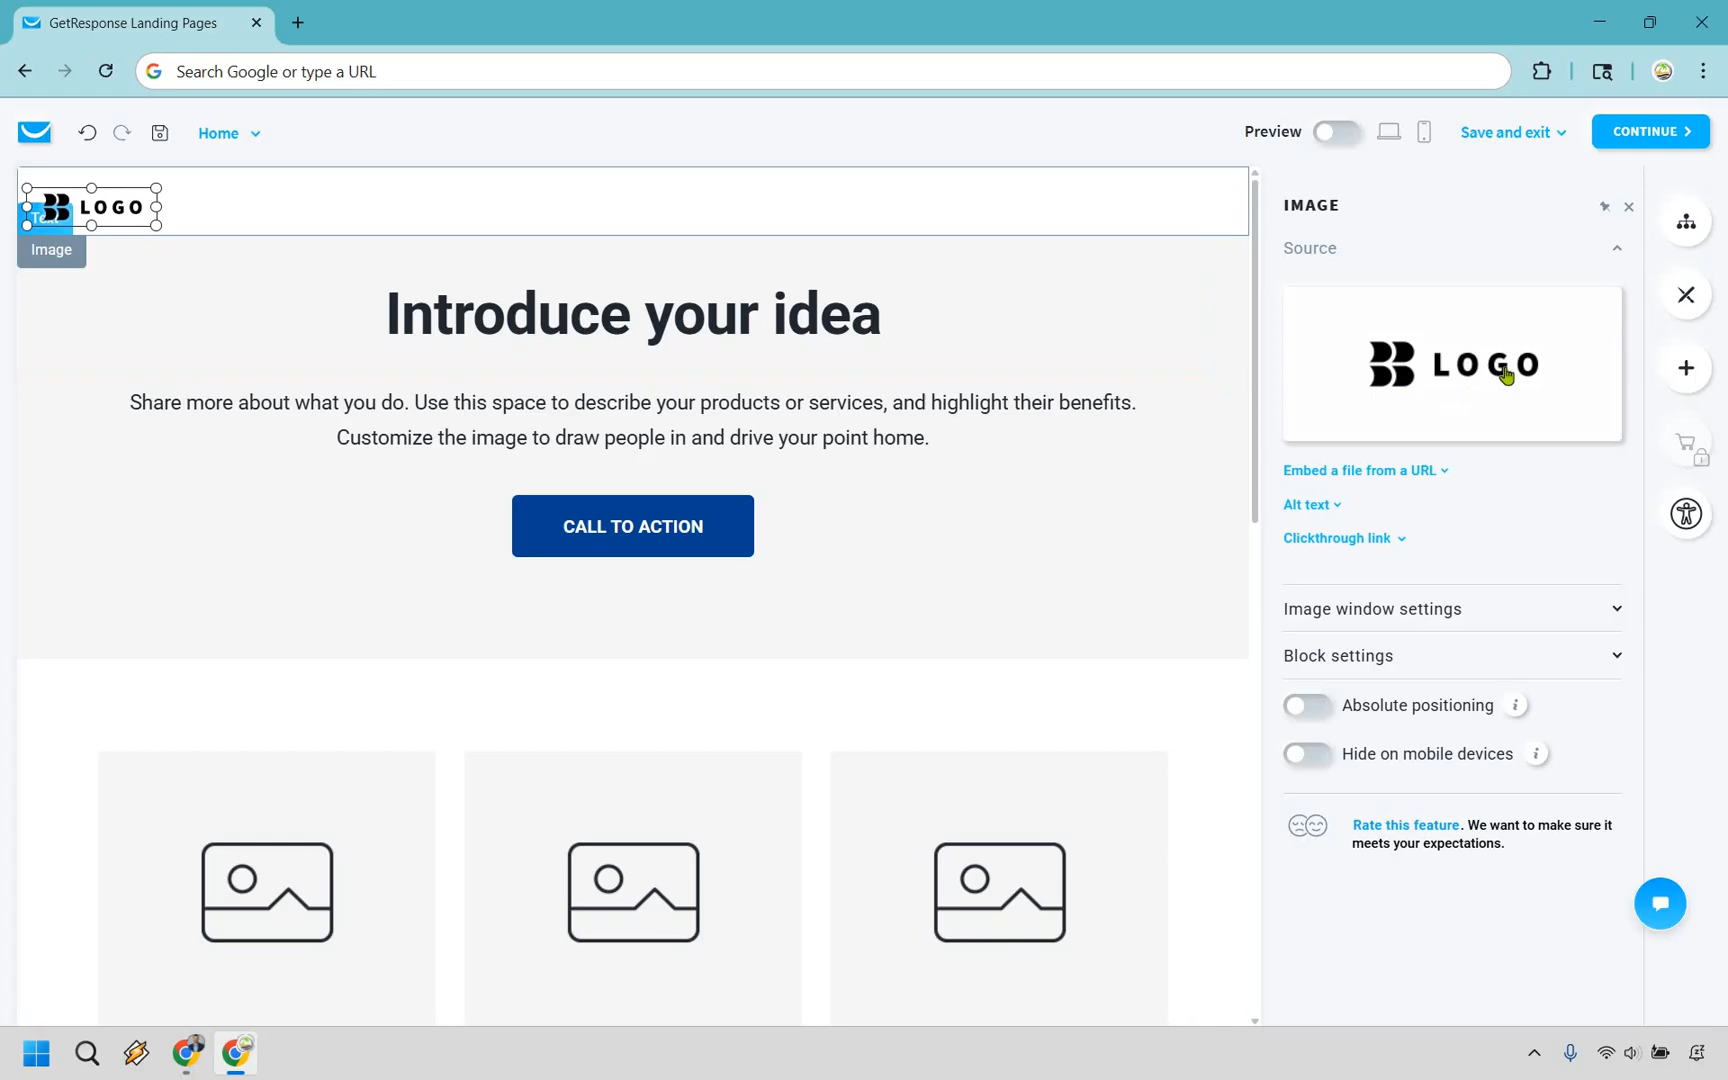 GetResponse Landing Pages
Search Google or type a URL
Home
Preview
Save and exit
CONTINUE
LOGO
Text
Image
Introduce your idea
Share more about what you do. Use this space to describe your products or services, and highlight their benefits.
Customize the image to draw people in and drive your point home.
CALL TO ACTION
IMAGE
Source
LOGO
Embed a file from a URL
Alt text
Clickthrough link
Image window settings
Block settings
Absolute positioning
Hide on mobile devices
Rate this feature. We want to make sure it
meets your expectations.